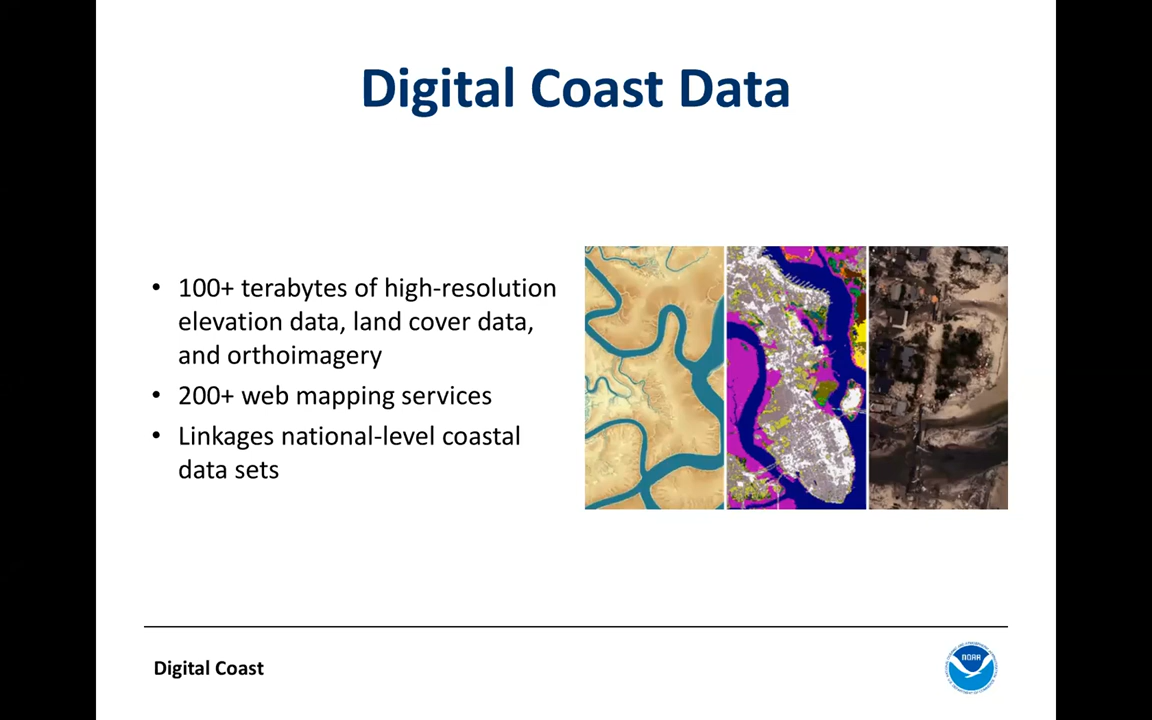 Digital Coast Data
• 100+ terabytes of high-resolution
elevation data, land cover data,
and orthoimagery
• 200+ web mapping services
• Linkages national-level coastal
data sets
Digital Coast
NOAA